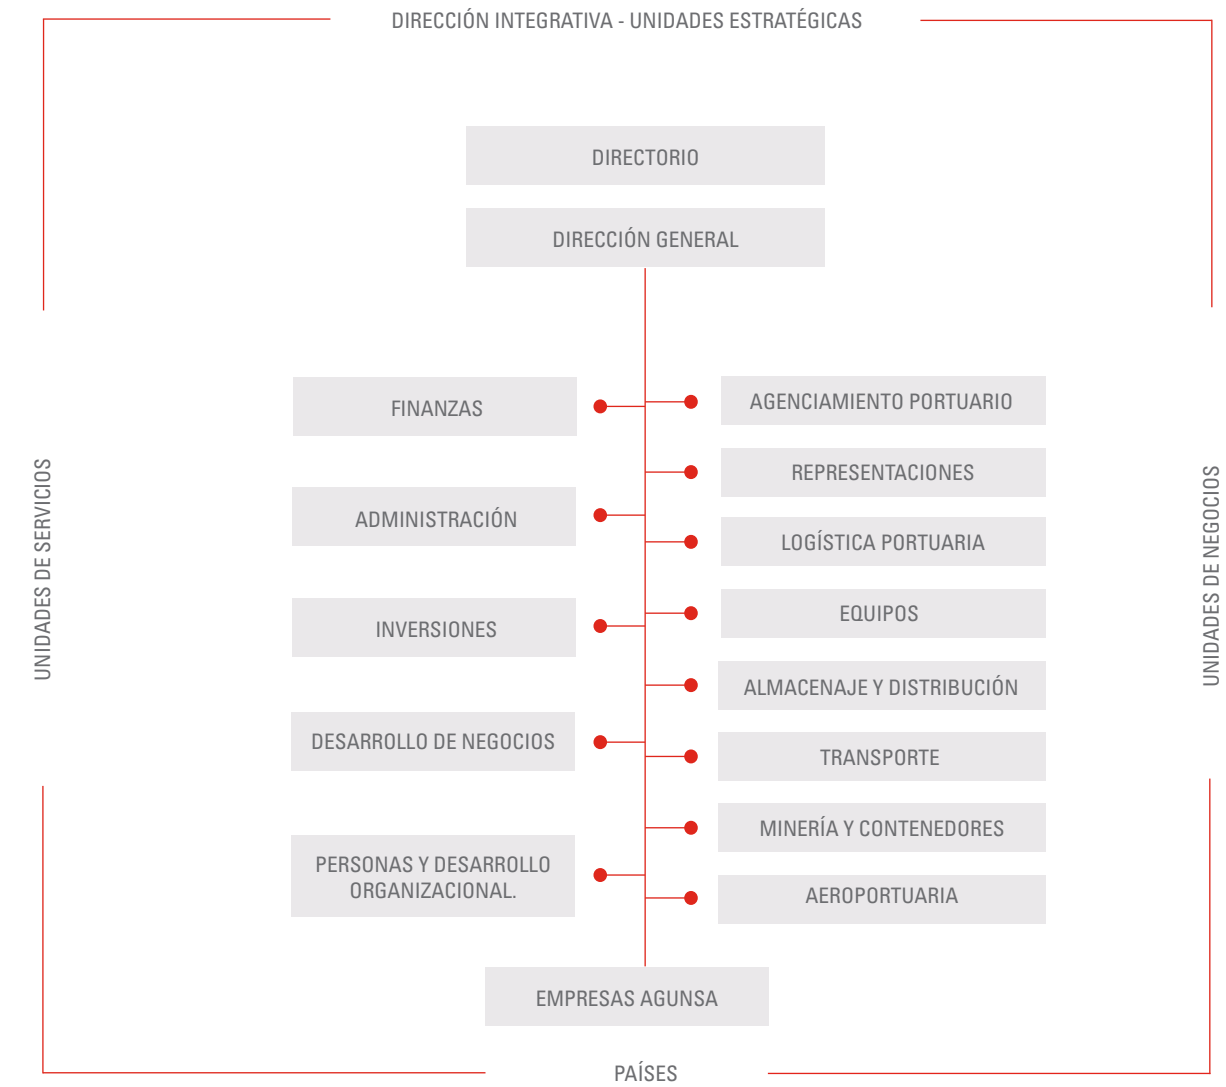 DIRECCIÓN INTEGRATIVA - UNIDADES ESTRATÉGICAS
DIRECTORIO
DIRECCIÓN GENERAL
UNIDADES DE SERVICIOS
FINANZAS
ADMINISTRACIÓN
INVERSIONES
DESARROLLO DE NEGOCIOS
PERSONAS Y DESARROLLO
ORGANIZACIONAL.
AGENCIAMIENTO PORTUARIO
REPRESENTACIONES
LOGÍSTICA PORTUARIA
EQUIPOS
ALMACENAJE Y DISTRIBUCIÓN
TRANSPORTE
MINERÍA Y CONTENEDORES
AEROPORTUARIA
UNIDADES DE NEGOCIOS
EMPRESAS AGUNSA
PAÍSES